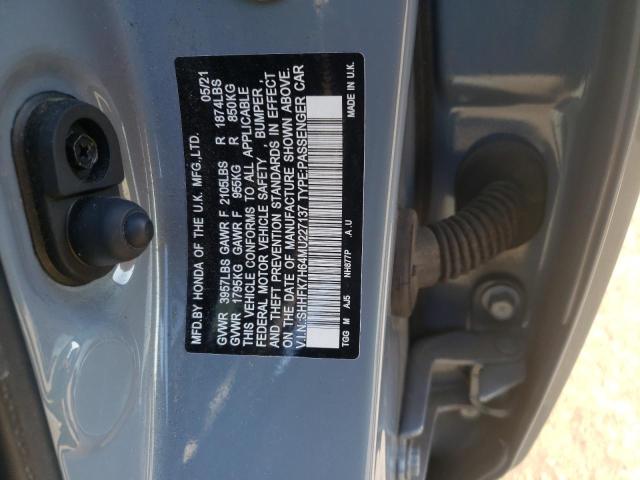 MFD.BY HONDA OF THE U.K. MFG.,LTD. 05/21
GVWR 3957LBS GAWR F 2105LBS R 1874LBS
GVWR 1795KG GAWR F 955KG R 850KG
THIS VEHICLE CONFORMS TO ALL APPLICABLE
FEDERAL MOTOR VEHICLE SAFETY , BUMPER ,
AND THEFT PREVENTION STANDARDS IN EFFECT
ON THE DATE OF MANUFACTURE SHOWN ABOVE.
V.I.N.:SHHFK7H64MU227137 TYPE:PASSENGER CAR
TGG M AJ5 NH877P .A U MADE IN U.K.